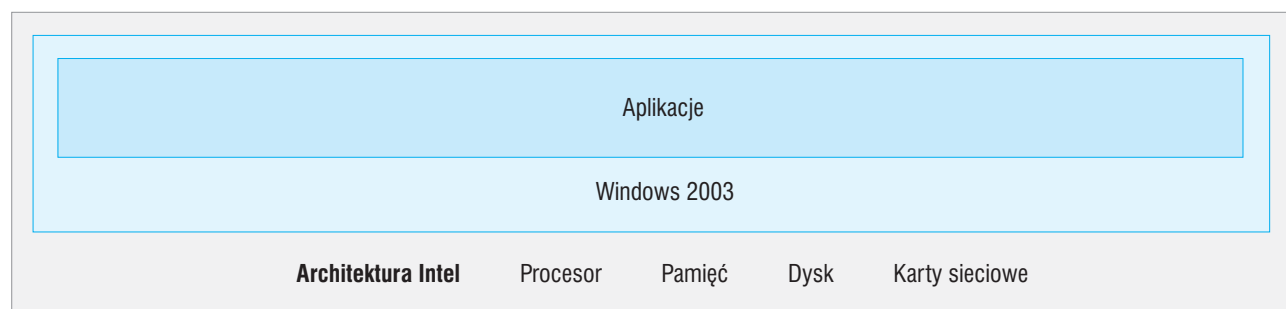 Aplikacje
Windows 2003
Architektura Intel Procesor Pamięć Dysk Karty sieciowe